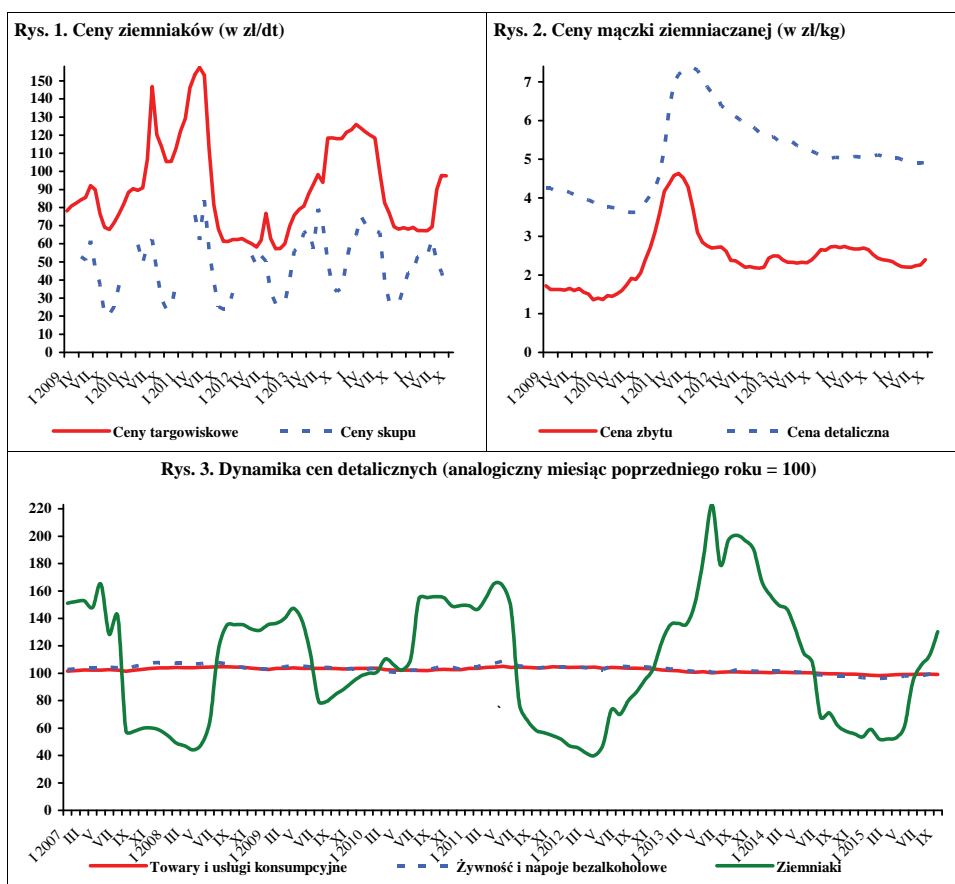 Rys. 1. Ceny ziemniaków (w zł/dt)
150
140
130
120
110
100
90
80
70
60
50
40
30
20
10
0
I 2009
IV
VII
X
I 2010
IV
VII
X
I 2011
IV
VII
X
I 2012
IV
VII
X
I 2013
IV
VII
X
I
IV
VII
X
I
IV
VII
X
Ceny targowiskowe
Ceny skupu
Rys. 2. Ceny mączki ziemniaczanej (w zł/kg)
7
6
5
4
3
2
1
0
I 2009
IV
VII
X
I 2010
IV
VII
X
I 2011
IV
VII
X
I 2012
IV
VII
X
I 2013
IV
VII
X
I
IV
VII
X
I
IV
VII
X
Cena zbytu
Cena detaliczna
Rys. 3. Dynamika cen detalicznych (analogiczny miesiąc poprzedniego roku = 100)
220
200
180
160
140
120
100
80
60
40
20
0
I 2007
III
V
VII
IX
XI
I 2008
III
V
VII
IX
XI
I 2009
III
V
VII
IX
XI
I 2010
III
V
VII
IX
XI
I 2011
III
V
VII
IX
XI
I 2012
III
V
VII
IX
XI
I 2013
III
V
VII
IX
XI
I 2014
III
V
VII
IX
XI
I 2015
III
V
VII
IX
Towary i usługi konsumpcyjne
Żywność i napoje bezalkoholowe
Ziemniaki